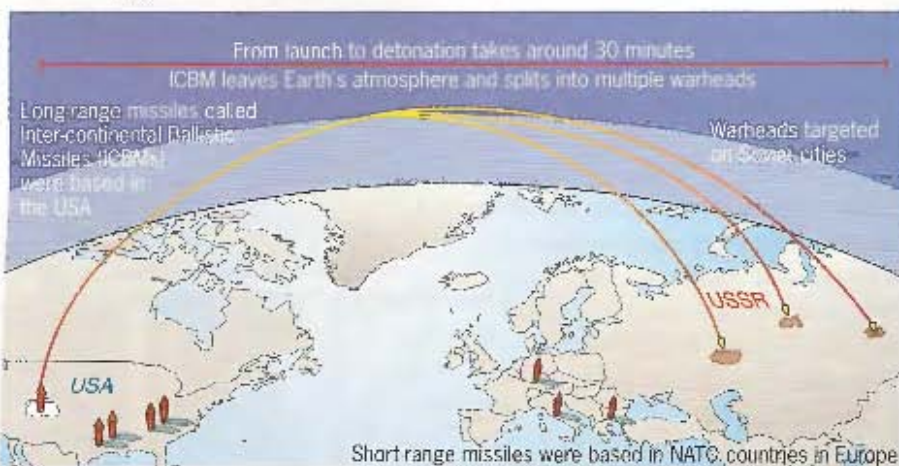 From launch to detonation takes around 30 minutes
ICBM leaves Earth's atmosphere and splits into multiple warheads
Long range missiles called
Inter-continental Ballistic
Missiles (ICBMs)
were based in
the USA
Warheads targeted
on Soviet cities
USSR
USA
Short range missiles were based in NATO countries in Europe